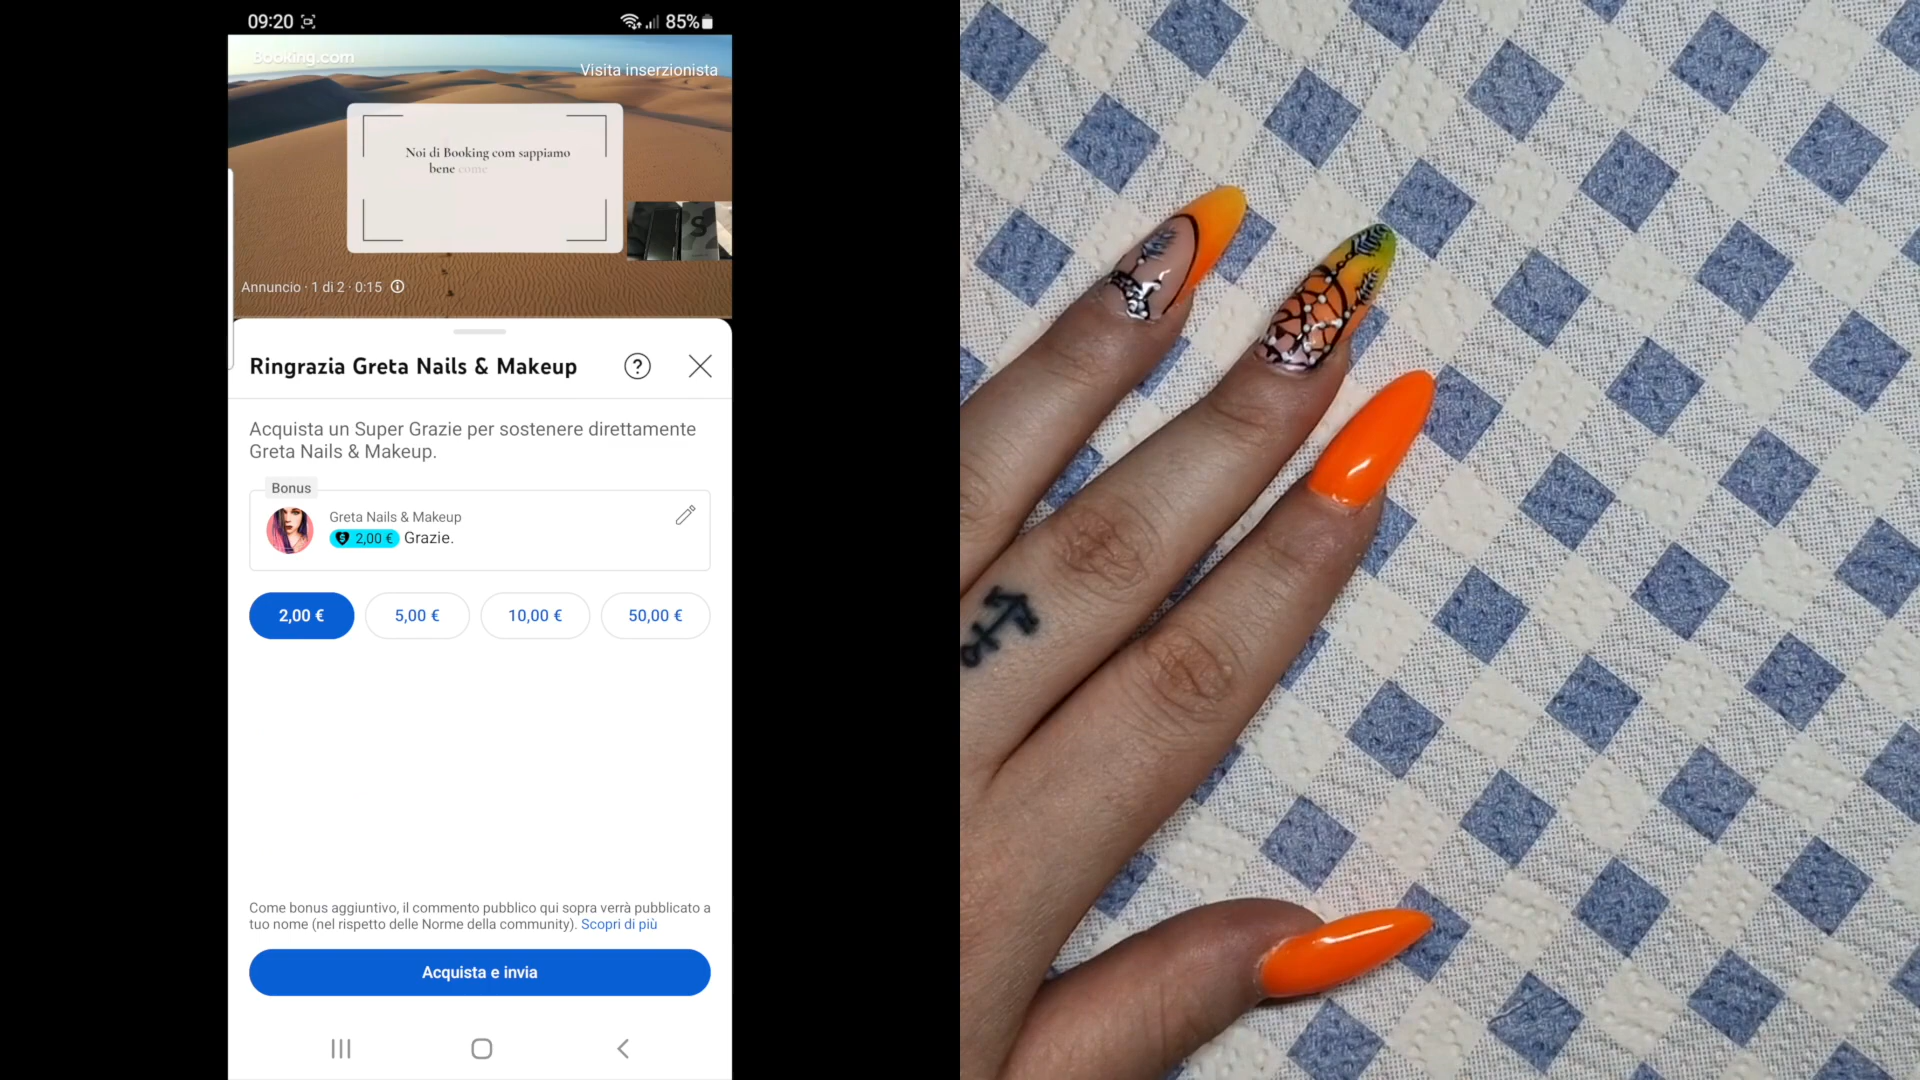 09:20
85%
Booking.com
Visita inserzionista
Noi di Booking com sappiamo
bene come
Annuncio · 1 di 2 · 0:15
Ringrazia Greta Nails & Makeup
Acquista un Super Grazie per sostenere direttamente
Greta Nails & Makeup.
Bonus
Greta Nails & Makeup
2,00 € Grazie.
2,00 €
5,00 €
10,00 €
50,00 €
Come bonus aggiuntivo, il commento pubblico qui sopra verrà pubblicato a
tuo nome (nel rispetto delle Norme della community). Scopri di più
Acquista e invia